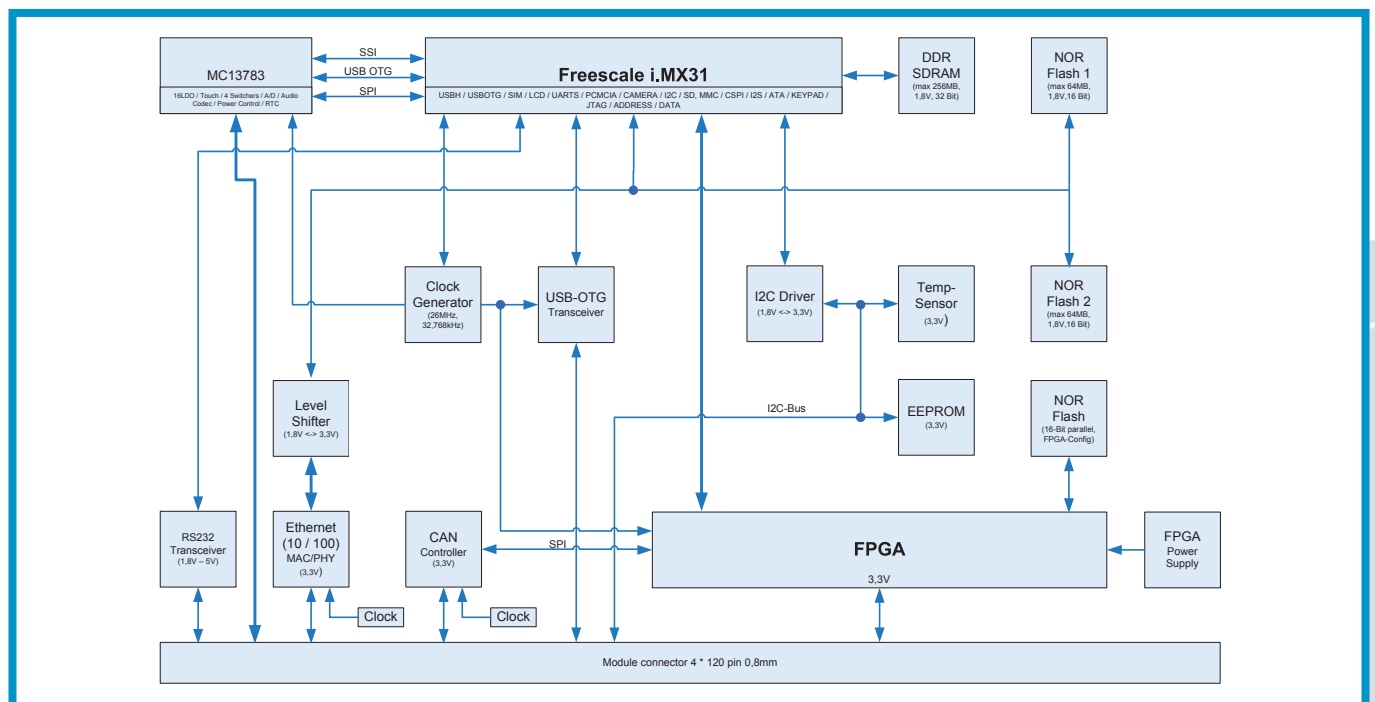 SSI
USB OTG
SPI
MC13783
16LDO / Touch / 4 Switchers / A/D / Audio
Codec / Power Control / RTC
Freescale i.MX31
USBH / USBOTG / SIM / LCD / UARTS / PCMCIA / CAMERA / I2C / SD, MMC / CSPI / I2S / ATA / KEYPAD /
JTAG / ADDRESS / DATA
DDR
SDRAM
(max 256MB,
1,8V, 32 Bit)
NOR
Flash 1
(max 64MB,
1,8V,16 Bit)
Clock
Generator
(26MHz,
32,768kHz)
USB-OTG
Transceiver
I2C Driver
(1,8V <-> 3,3V)
Temp-
Sensor
(3,3V)
NOR
Flash 2
(max 64MB,
1,8V,16 Bit)
Level
Shifter
(1,8V <-> 3,3V)
I2C-Bus
EEPROM
(3,3V)
NOR
Flash
(16-Bit parallel,
FPGA-Config)
RS232
Transceiver
(1,8V – 5V)
Ethernet
(10 / 100)
MAC/PHY
(3,3V)
CAN
Controller
(3,3V)
SPI
FPGA
3,3V
FPGA
Power
Supply
Clock
Clock
Module connector 4 * 120 pin 0,8mm